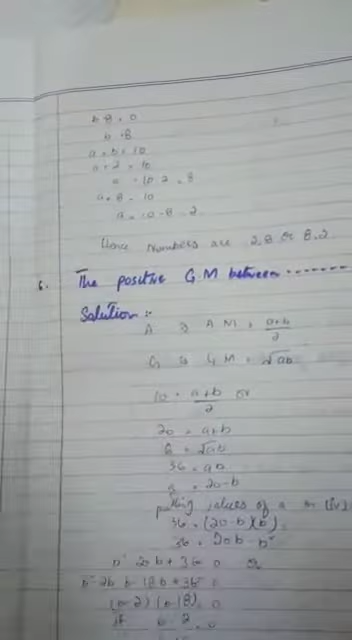 b-8 = 0
b = 8
a + b = 10
a + 2 = 10
a = 10-2 = 8
a + 8 = 10
a = 10-8 = 2
Hence numbers are 2,8 or 8,2
6. The positive G.M between -------
Solution:-
A = AM = a+b/2
G = GM = √ab
10 = a+b/2 or
20 = a+b
6 = √ab
36 = ab
= 20-b
putting values of a in (iv)
36 = (20-b)(b)
36 = 20b - b²
b² 20b + 36 = 0
b² - 2b - 18b + 36 = 0
(b-2)(b-18) = 0
If b-2 = 0